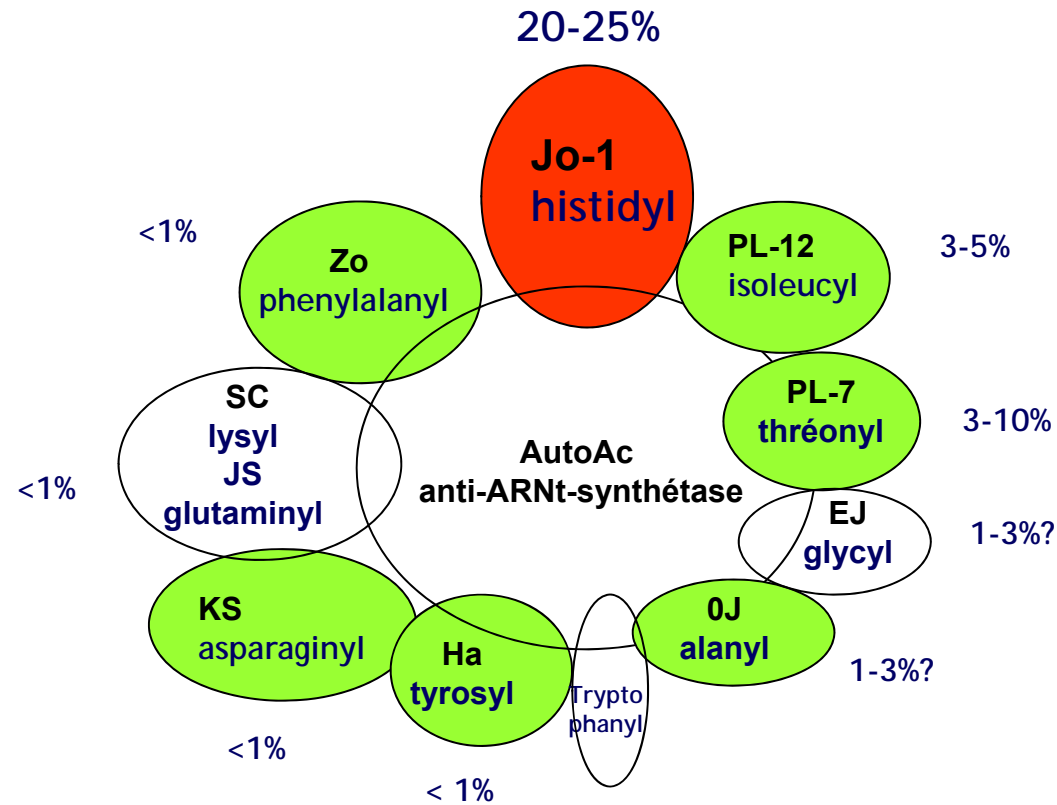 20-25%
Jo-1
histidyl
<1%
Zo
phenylalanyl
PL-12
isoleucyl
3-5%
PL-7
thréonyl
3-10%
SC
lysyl
JS
glutaminyl
<1%
AutoAc
anti-ARNt-synthétase
EJ
glycyl
1-3%?
KS
asparaginyl
<1%
Ha
tyrosyl
< 1%
Trypto
phanyl
0J
alanyl
1-3%?